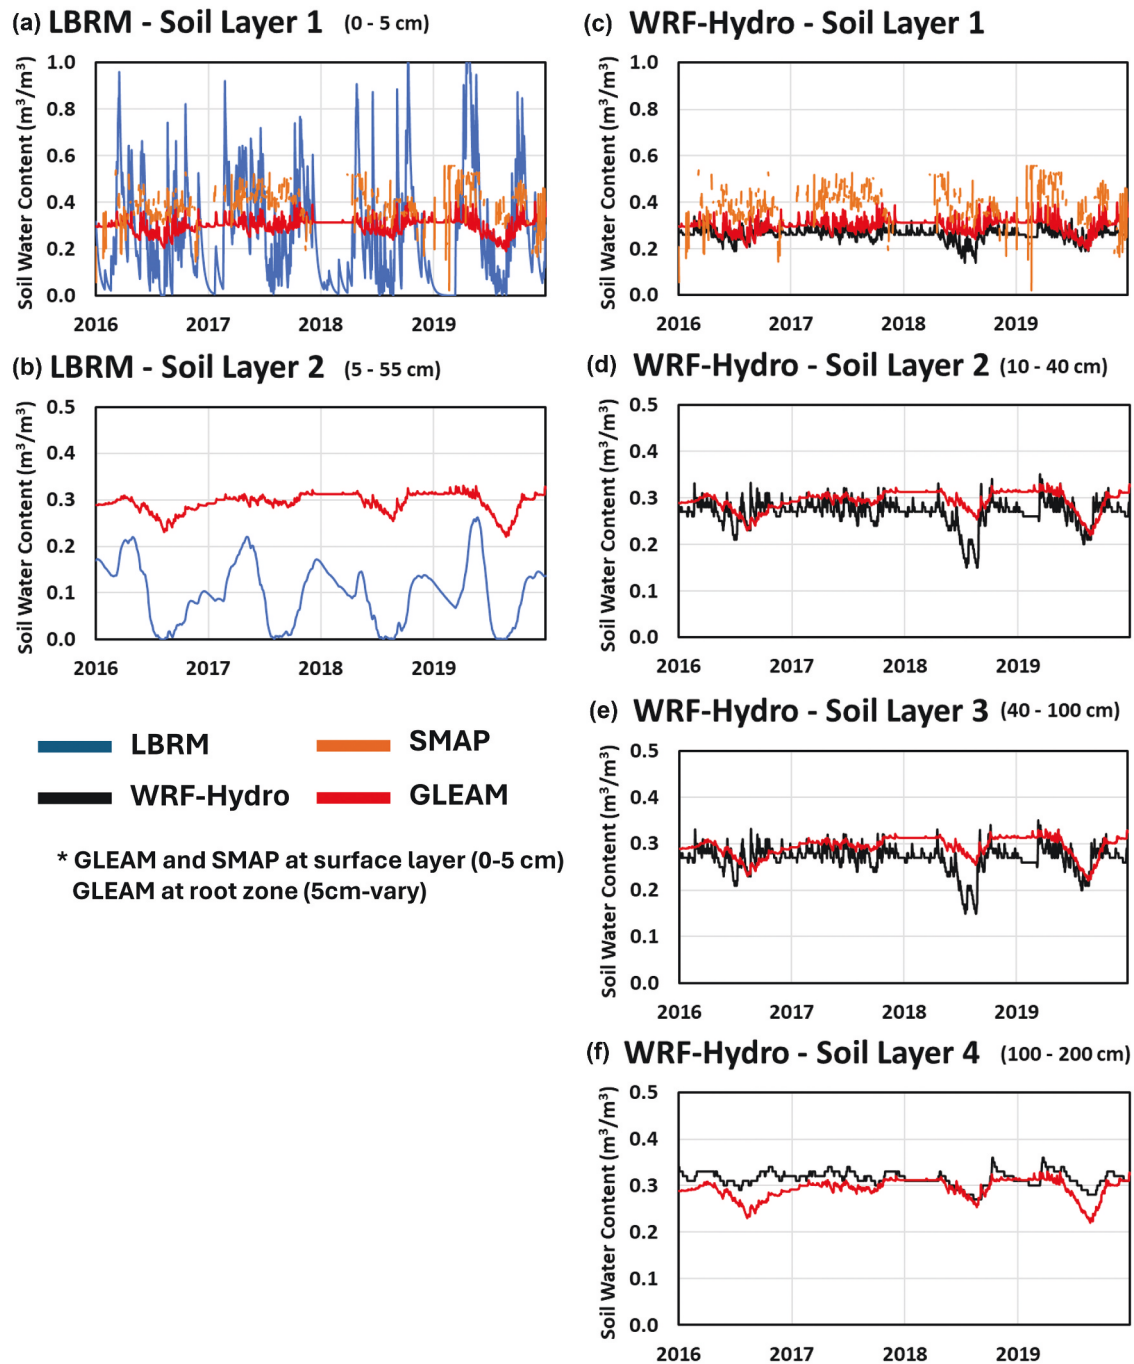 (a) LBRM - Soil Layer 1 (0 - 5 cm)
Soil Water Content (m³/m³)
1.0
0.8
0.6
0.4
0.2
0.0
2016 2017 2018 2019
(b) LBRM - Soil Layer 2 (5 - 55 cm)
Soil Water Content (m³/m³)
0.5
0.4
0.3
0.2
0.1
0.0
2016 2017 2018 2019
LBRM SMAP
WRF-Hydro GLEAM
* GLEAM and SMAP at surface layer (0-5 cm)
GLEAM at root zone (5cm-vary)
(c) WRF-Hydro - Soil Layer 1
Soil Water Content (m³/m³)
1.0
0.8
0.6
0.4
0.2
0.0
2016 2017 2018 2019
(d) WRF-Hydro - Soil Layer 2 (10 - 40 cm)
Soil Water Content (m³/m³)
0.5
0.4
0.3
0.2
0.1
0.0
2016 2017 2018 2019
(e) WRF-Hydro - Soil Layer 3 (40 - 100 cm)
Soil Water Content (m³/m³)
0.5
0.4
0.3
0.2
0.1
0.0
2016 2017 2018 2019
(f) WRF-Hydro - Soil Layer 4 (100 - 200 cm)
Soil Water Content (m³/m³)
0.5
0.4
0.3
0.2
0.1
0.0
2016 2017 2018 2019